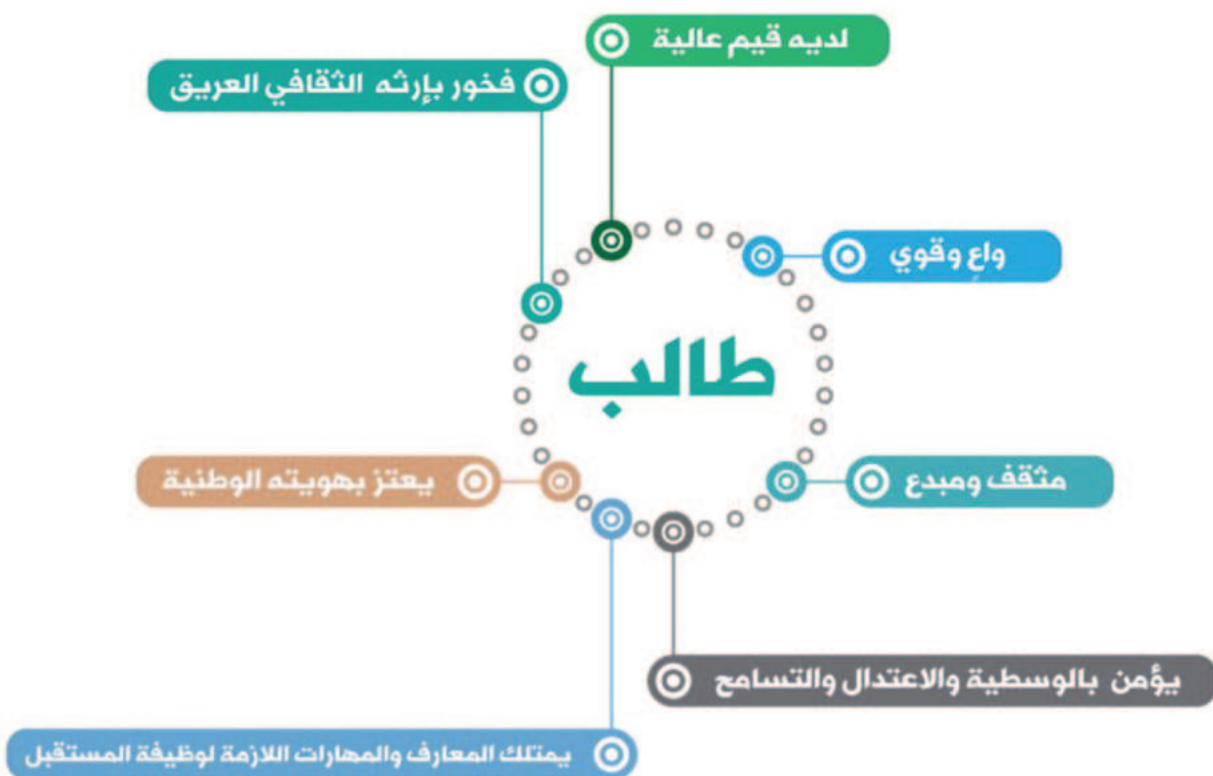 لديه قيم عالية
فخور بإرثه الثقافي العريق
واعٍ وقوي
طالب
يعتز بهويته الوطنية
مثقف ومبدع
يؤمن بالوسطية والاعتدال والتسامح
يمتلك المعارف والمهارات اللازمة لوظيفة المستقبل